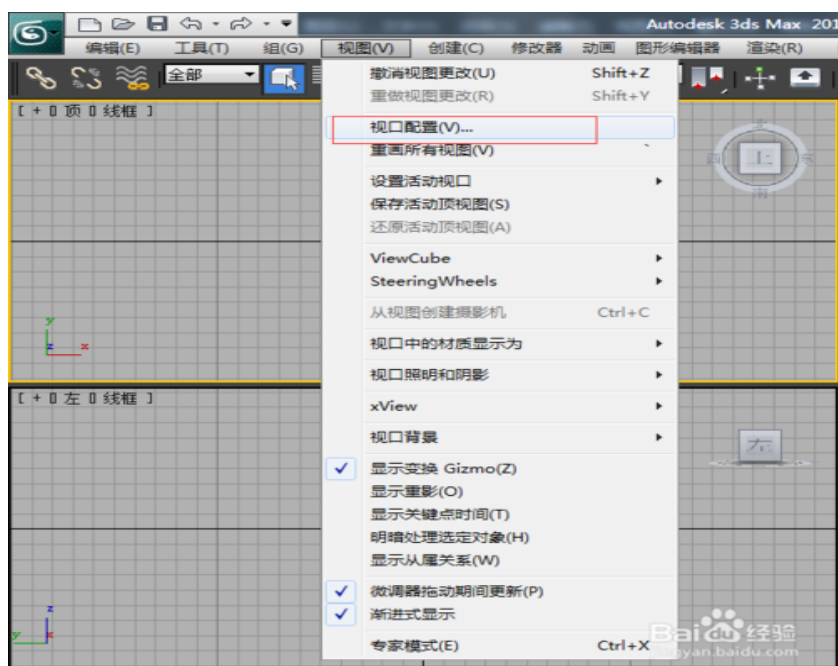 Autodesk 3ds Max 201
编辑(E) 工具(T) 组(G) 视图(V) 创建(C) 修改器 动画 图形编辑器 渲染(R)
全部
撤消视图更改(U) Shift+Z
重做视图更改(R) Shift+Y
视口配置(V)...
重画所有视图(V) `
设置活动视口
保存活动顶视图(S)
还原活动顶视图(A)
ViewCube
SteeringWheels
从视图创建摄影机 Ctrl+C
视口中的材质显示为
视口照明和阴影
xView
视口背景
显示变换 Gizmo(Z)
显示重影(O)
显示关键点时间(T)
明暗处理选定对象(H)
显示从属关系(W)
微调器拖动期间更新(P)
渐进式显示
专家模式(E) Ctrl+X
[ + 0 顶 0 线框 ]
北
西 上 东
南
y
z x
[ + 0 左 0 线框 ]
左
z
y x
Bai 经验
jingyan.baidu.com